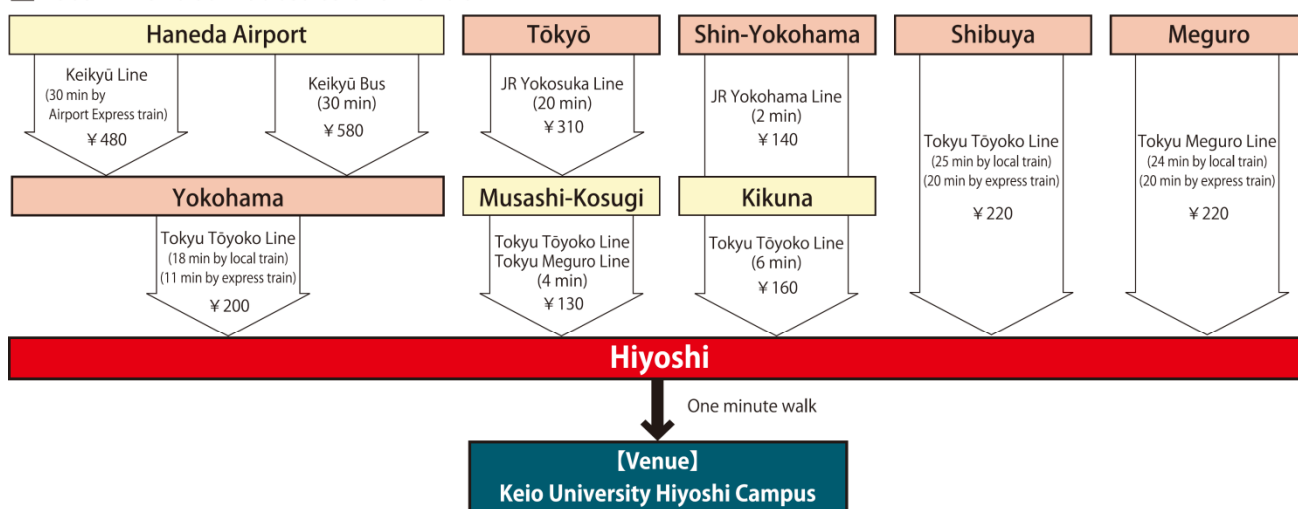 Haneda Airport
Keikyū Line
(30 min by
Airport Express train)
¥480
Keikyū Bus
(30 min)
¥580
Yokohama
Tokyu Tōyoko Line
(18 min by local train)
(11 min by express train)
¥200
Tōkyō
JR Yokosuka Line
(20 min)
¥310
Musashi-Kosugi
Tokyu Tōyoko Line
Tokyu Meguro Line
(4 min)
¥130
Shin-Yokohama
JR Yokohama Line
(2 min)
¥140
Kikuna
Tokyu Tōyoko Line
(6 min)
¥160
Shibuya
Tokyu Tōyoko Line
(25 min by local train)
(20 min by express train)
¥220
Meguro
Tokyu Meguro Line
(24 min by local train)
(20 min by express train)
¥220
Hiyoshi
One minute walk
【Venue】
Keio University Hiyoshi Campus